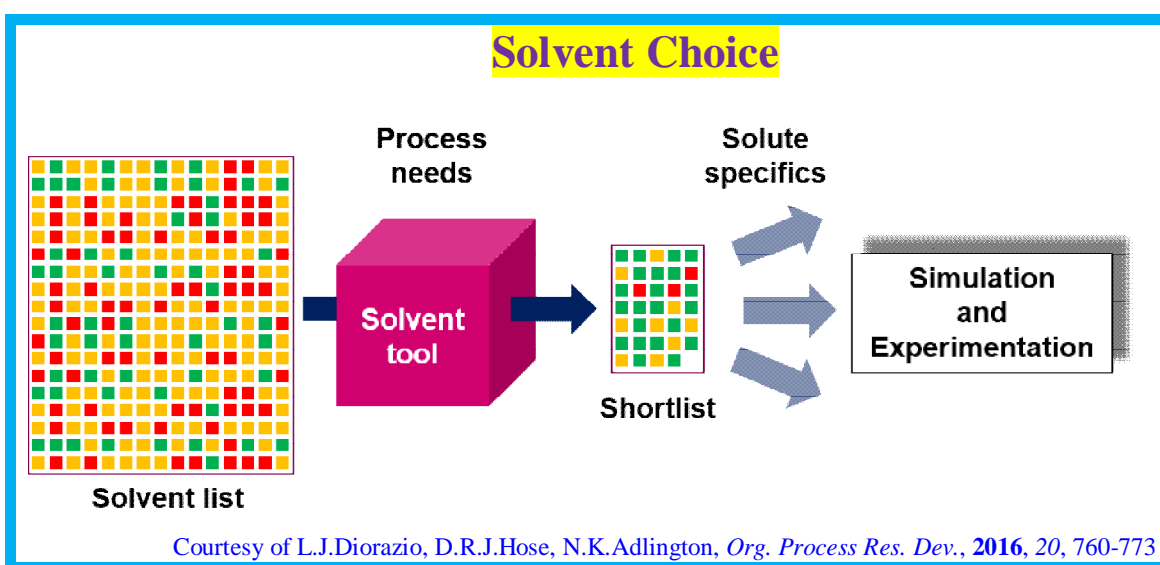 Solvent Choice
Process
needs
Solute
specifics
Solvent
tool
Simulation
and
Experimentation
Shortlist
Solvent list
Courtesy of L.J.Diorazio, D.R.J.Hose, N.K.Adlington, Org. Process Res. Dev., 2016, 20, 760-773